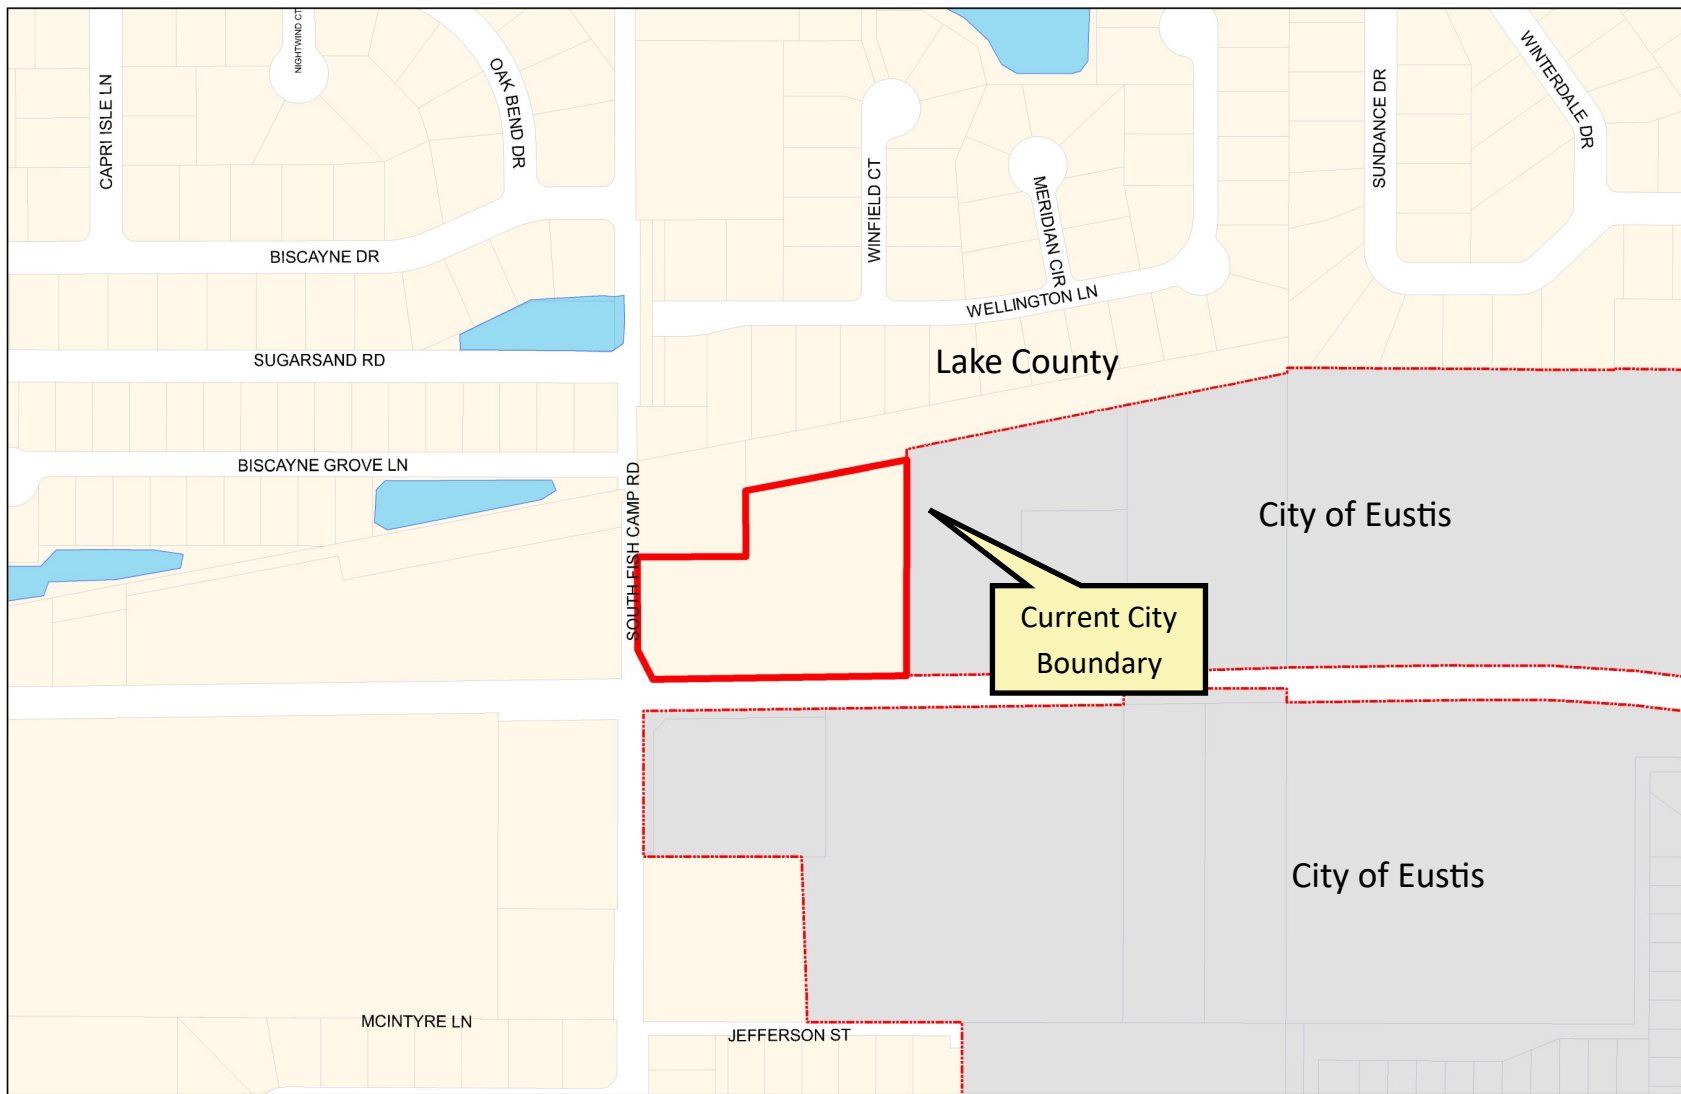 NIGHTWIND CT
CAPRI ISLE LN
OAK BEND DR
WINTERDALE DR
SUNDANCE DR
WINFIELD CT
MERIDIAN CIR
BISCAYNE DR
WELLINGTON LN
SUGARSAND RD
Lake County
BISCAYNE GROVE LN
SOUTH FISH CAMP RD
City of Eustis
Current City
Boundary
City of Eustis
MCINTYRE LN
JEFFERSON ST